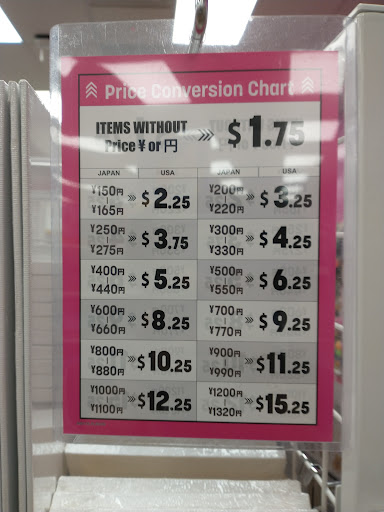 Price Conversion Chart
ITEMS WITHOUT
Price ¥ or 円 >>> $1.75
JAPAN USA JAPAN USA
¥150円
¥165円 >>> $2.25
¥200円
¥220円 >>> $3.25
¥250円
¥275円 >>> $3.75
¥300円
¥330円 >>> $4.25
¥400円
¥440円 >>> $5.25
¥500円
¥550円 >>> $6.25
¥600円
¥660円 >>> $8.25
¥700円
¥770円 >>> $9.25
¥800円
¥880円 >>> $10.25
¥900円
¥990円 >>> $11.25
¥1000円
¥1100円 >>> $12.25
¥1200円
¥1320円 >>> $15.25